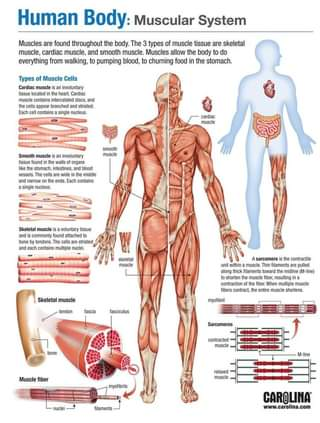 Human Body: Muscular System
Muscles are found throughout the body. The 3 types of muscle tissue are skeletal
muscle, cardiac muscle, and smooth muscle. Muscles allow the body to do
everything from walking, to pumping blood, to churning food in the stomach.
Types of Muscle Cells
Cardiac muscle is an involuntary
tissue located in the heart. Cardiac
muscle contains intercalated discs, and
the cells appear branched and striated.
Each cell contains a single nucleus.
Smooth muscle is an involuntary
tissue found in the walls of organs
like the stomach, intestines, and blood
vessels. The cells are wide in the middle
and narrow on the ends. Each contains
a single nucleus.
Skeletal muscle is a voluntary tissue
and is commonly found attached to
bone by tendons. The cells are striated
and each contains multiple nuclei.
cardiac
muscle
smooth
muscle
skeletal
muscle
A sarcomere is the contractile
unit within a muscle. Thin filaments are pulled
along thick filaments toward the midline (M-line)
to shorten the muscle fiber, resulting in a
contraction of the fiber. When multiple muscle
fibers contract, the entire muscle shortens.
Skeletal muscle
tendon
fascia
fasciculus
bone
Muscle fiber
myofibrils
nuclei
filaments
myofibril
Sarcomeres
contracted
muscle
M-line
relaxed
muscle
CAROLINA
www.carolina.com